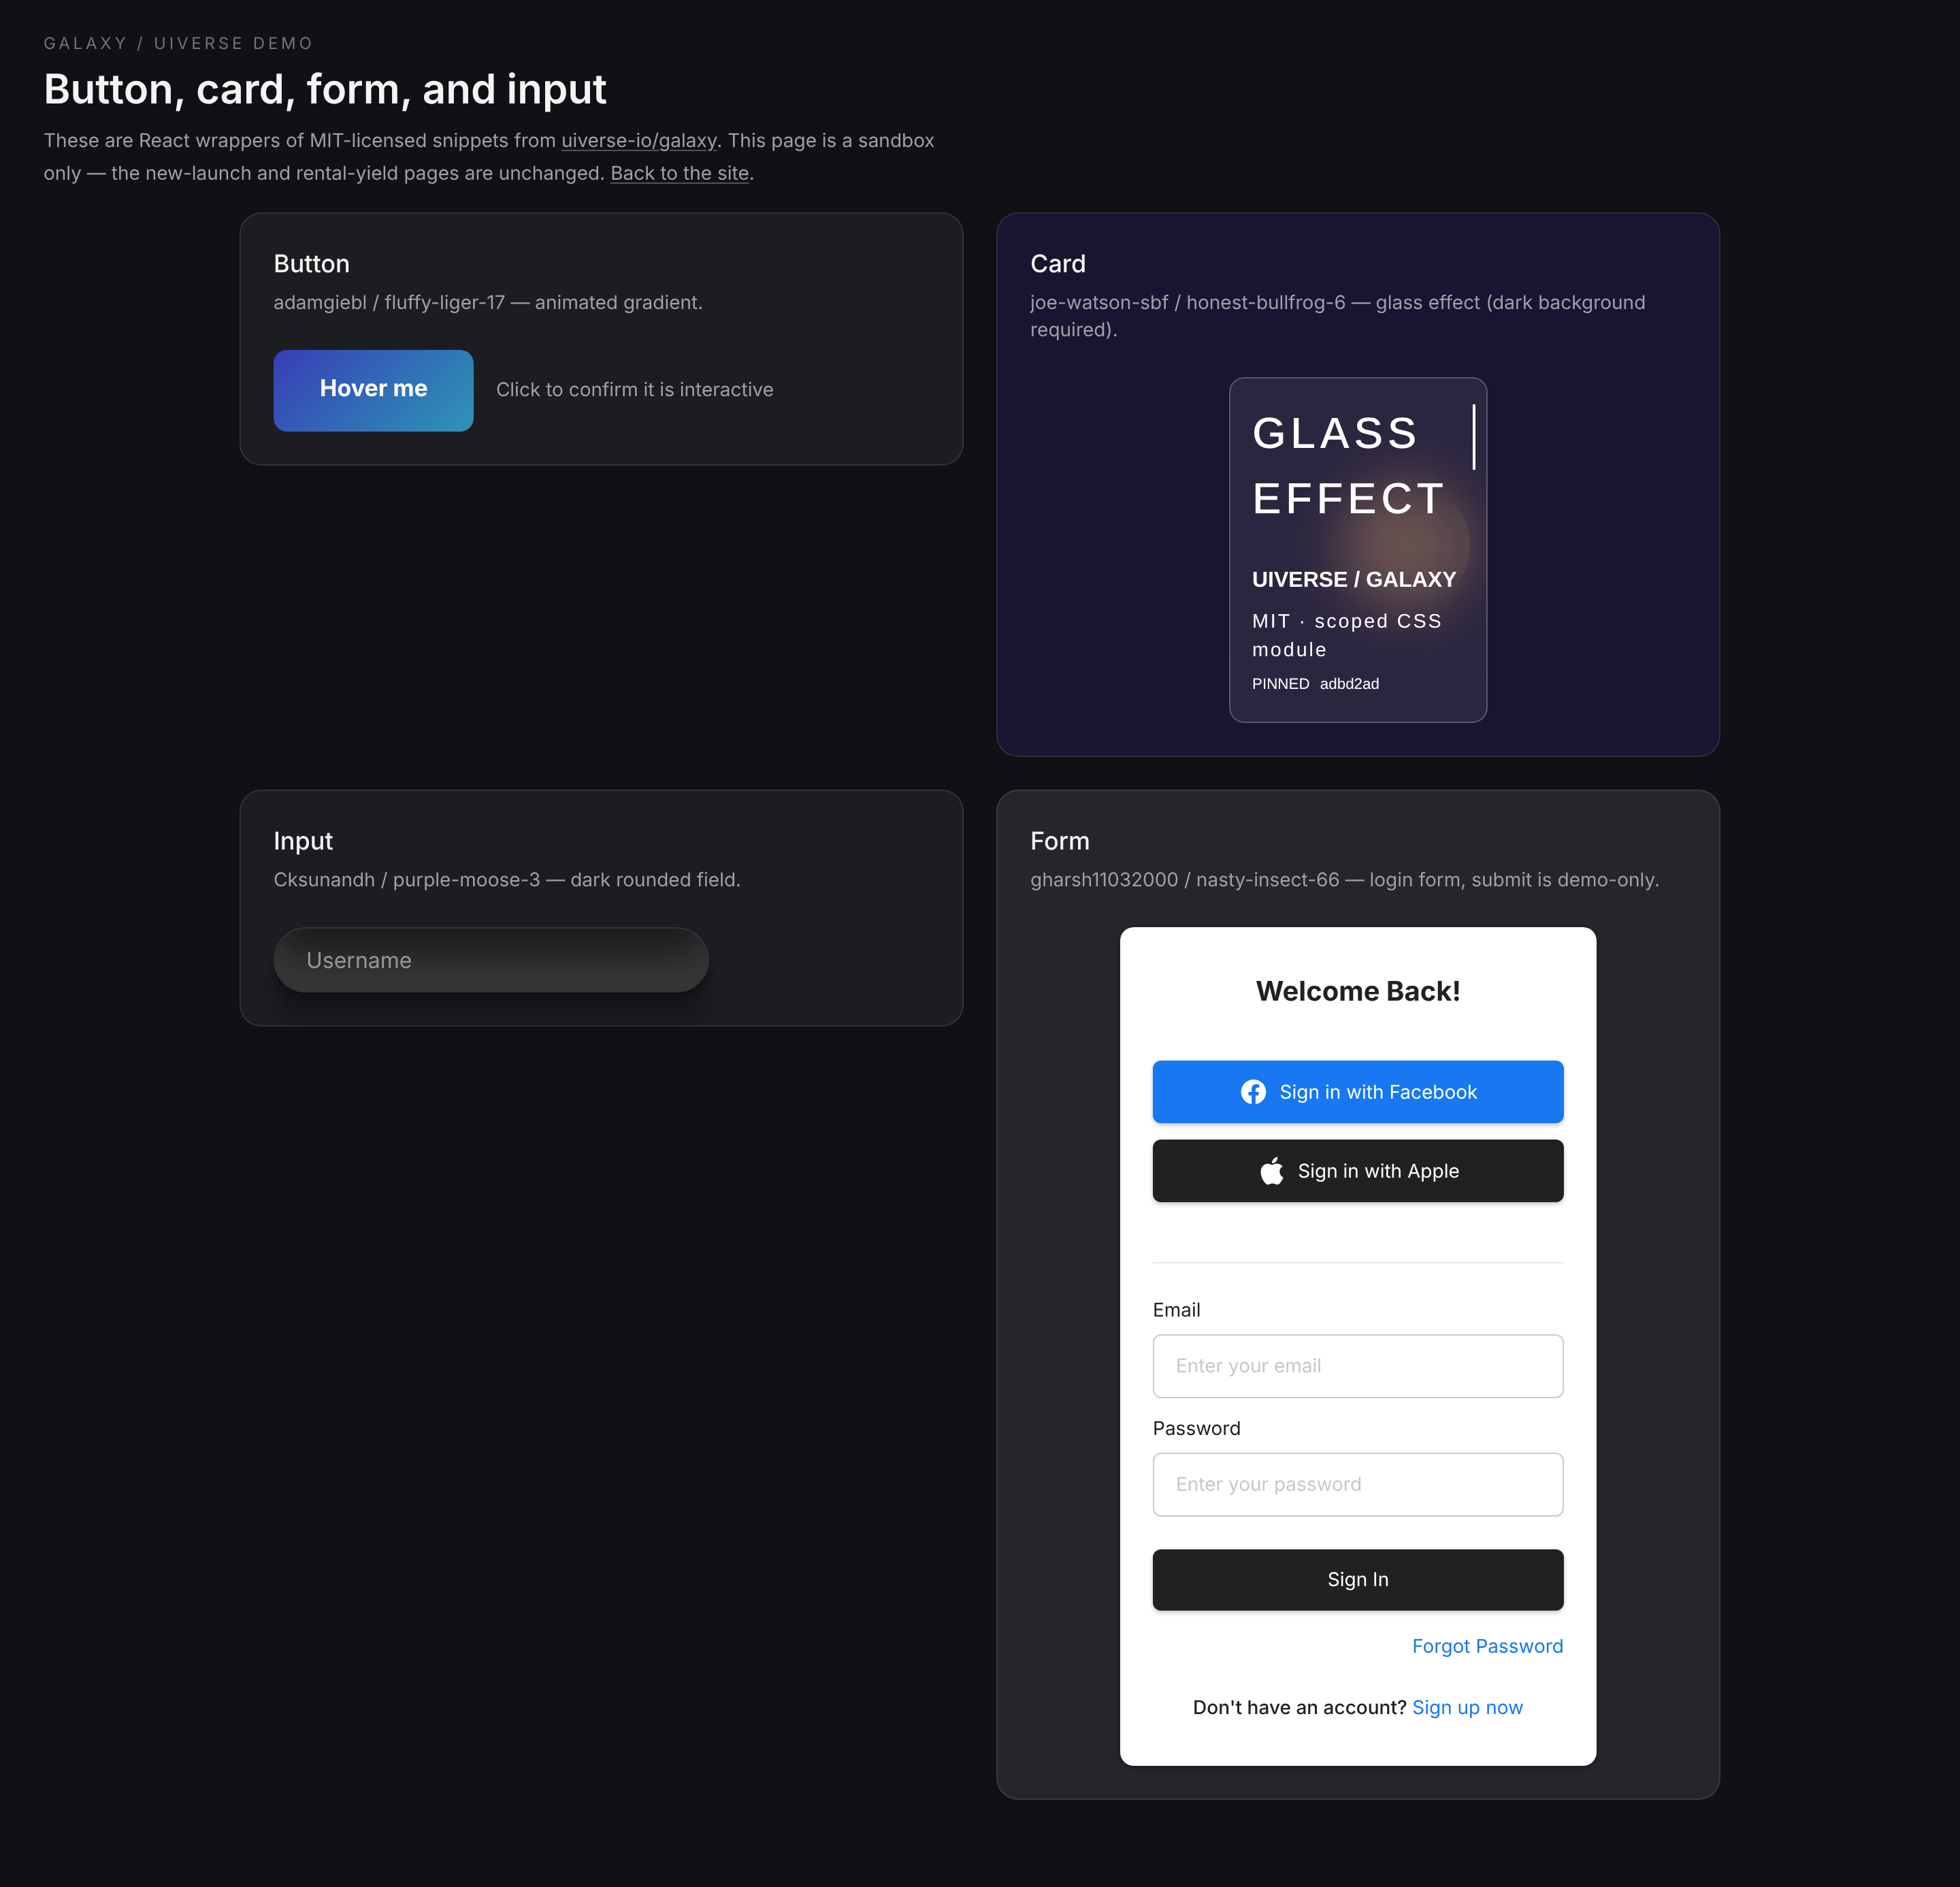 GALAXY / UIVERSE DEMO
Button, card, form, and input
These are React wrappers of MIT-licensed snippets from uiverse-io/galaxy. This page is a sandbox
only — the new-launch and rental-yield pages are unchanged. Back to the site.
Button
adamgiebl / fluffy-liger-17 — animated gradient.
Hover me
Click to confirm it is interactive
Card
joe-watson-sbf / honest-bullfrog-6 — glass effect (dark background
required).
GLASS
EFFECT
UIVERSE / GALAXY
MIT · scoped CSS
module
PINNED adbd2ad
Input
Cksunandh / purple-moose-3 — dark rounded field.
Username
Form
gharsh11032000 / nasty-insect-66 — login form, submit is demo-only.
Welcome Back!
Sign in with Facebook
Sign in with Apple
Email
Enter your email
Password
Enter your password
Sign In
Forgot Password
Don't have an account? Sign up now